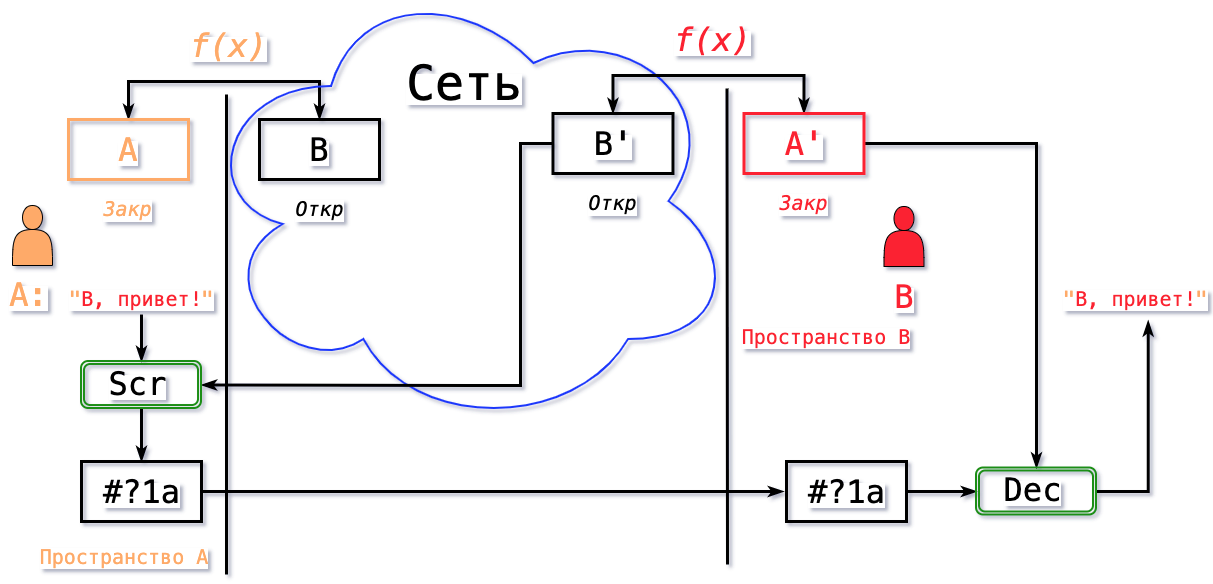 f(x)
f(x)
Сеть
A
B
B'
A'
Закр
Откр
Откр
Закр
A:
"В, привет!"
B
"В, привет!"
Пространство B
Scr
#?1a
#?1a
Dec
Пространство A